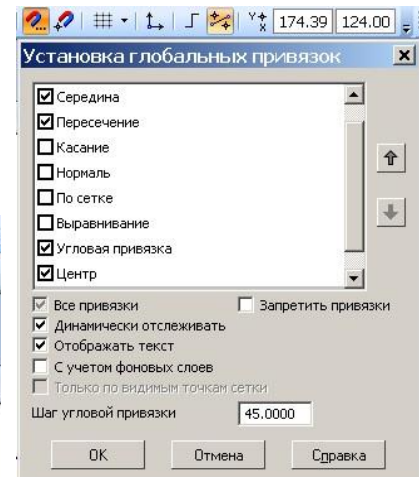 174.39 124.00
Установка глобальных привязок
Середина
Пересечение
Касание
Нормаль
По сетке
Выравнивание
Угловая привязка
Центр
Все привязки Запретить привязки
Динамически отслеживать
Отображать текст
С учетом фоновых слоев
Только по видимым точкам сетки
Шаг угловой привязки 45.0000
OK Отмена Справка